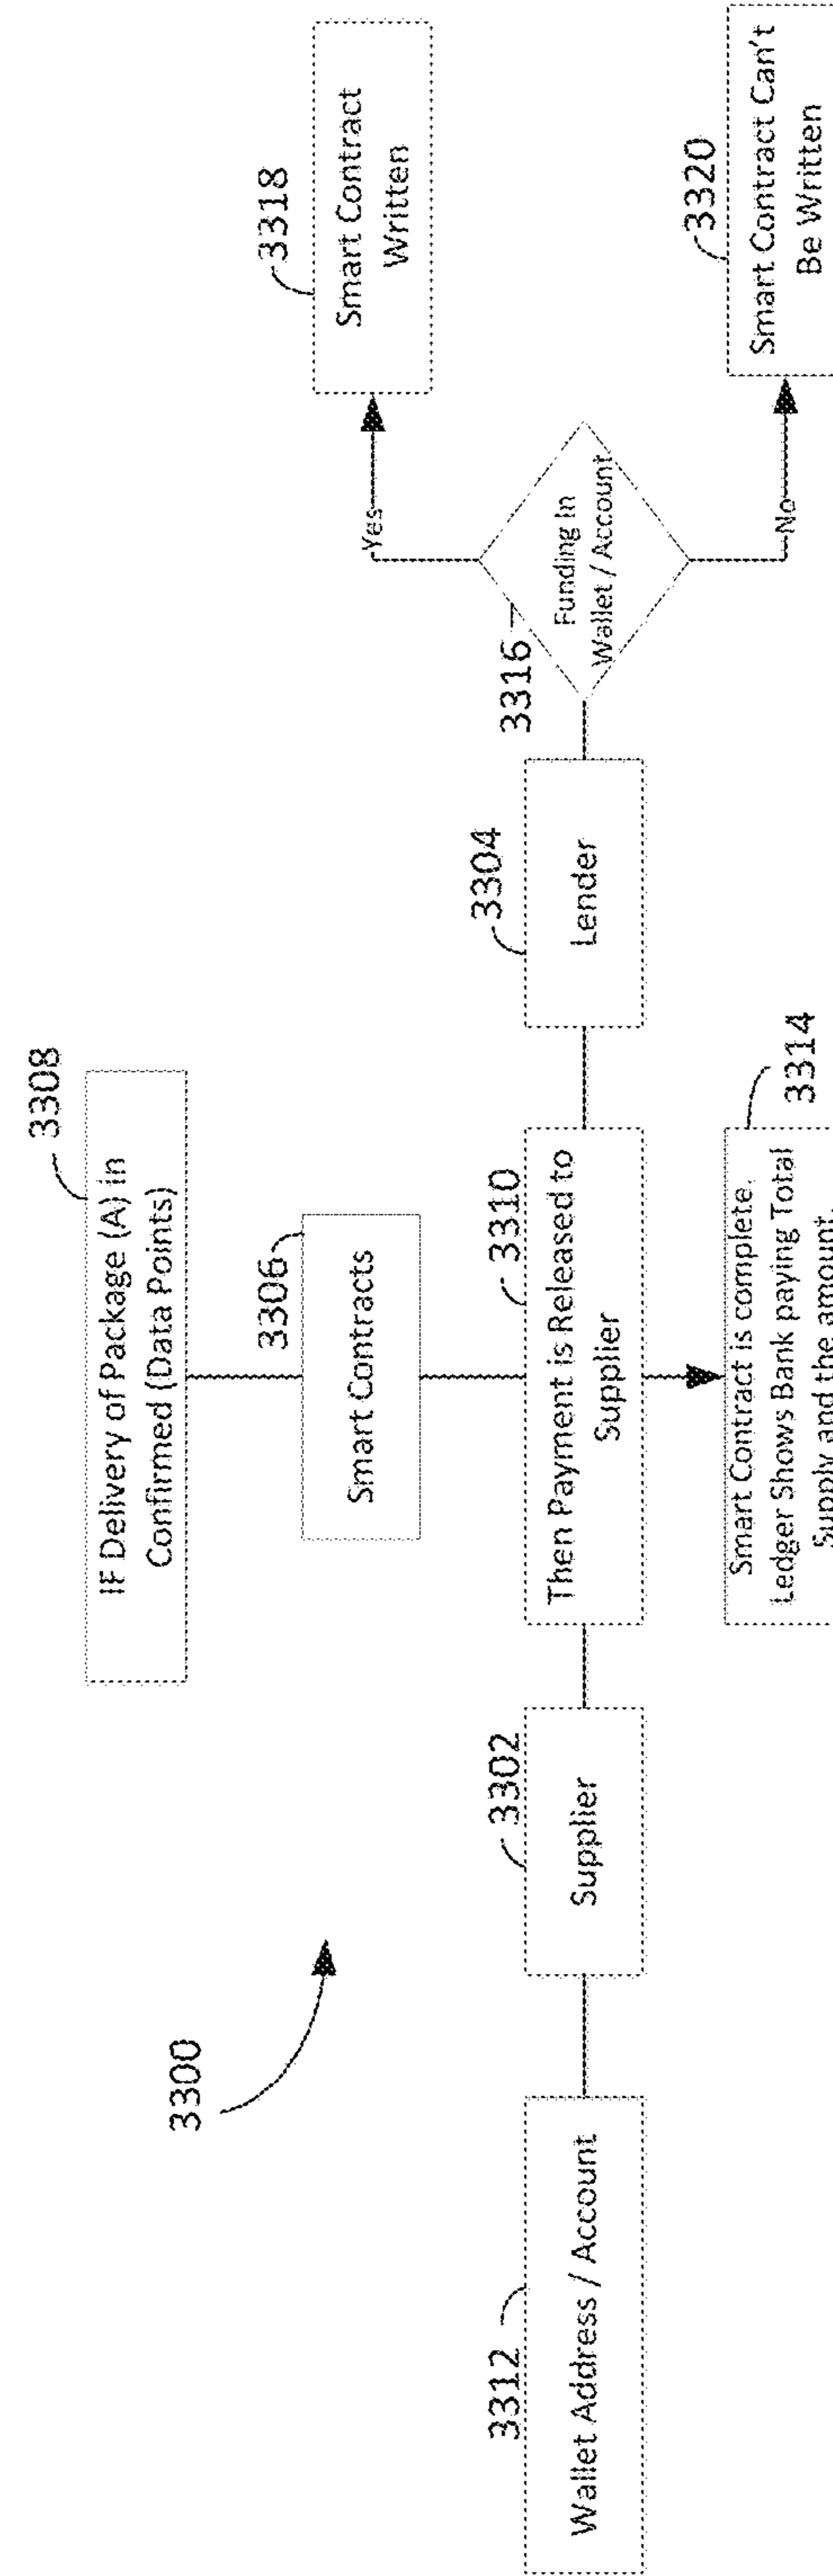 3308
IF Delivery of Package (A) in
Confirmed (Data Points)
3318
Smart Contract
Written
3306
Smart Contracts
3300
Yes
3312
Wallet Address / Account
3302
Supplier
3310
Then Payment is Released to
Supplier
3304
Lender
3316
Funding In
Wallet / Account
No
3320
Smart Contract Can't
Be Written
3314
Smart Contract is complete.
Ledger Shows Bank paying Total
Supply and the amount.